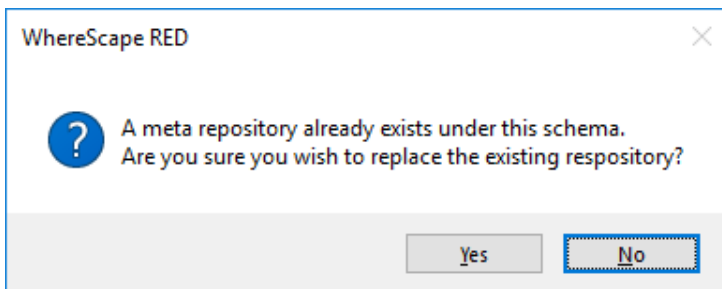 WhereScape RED
A meta repository already exists under this schema.
Are you sure you wish to replace the existing respository?
Yes
No